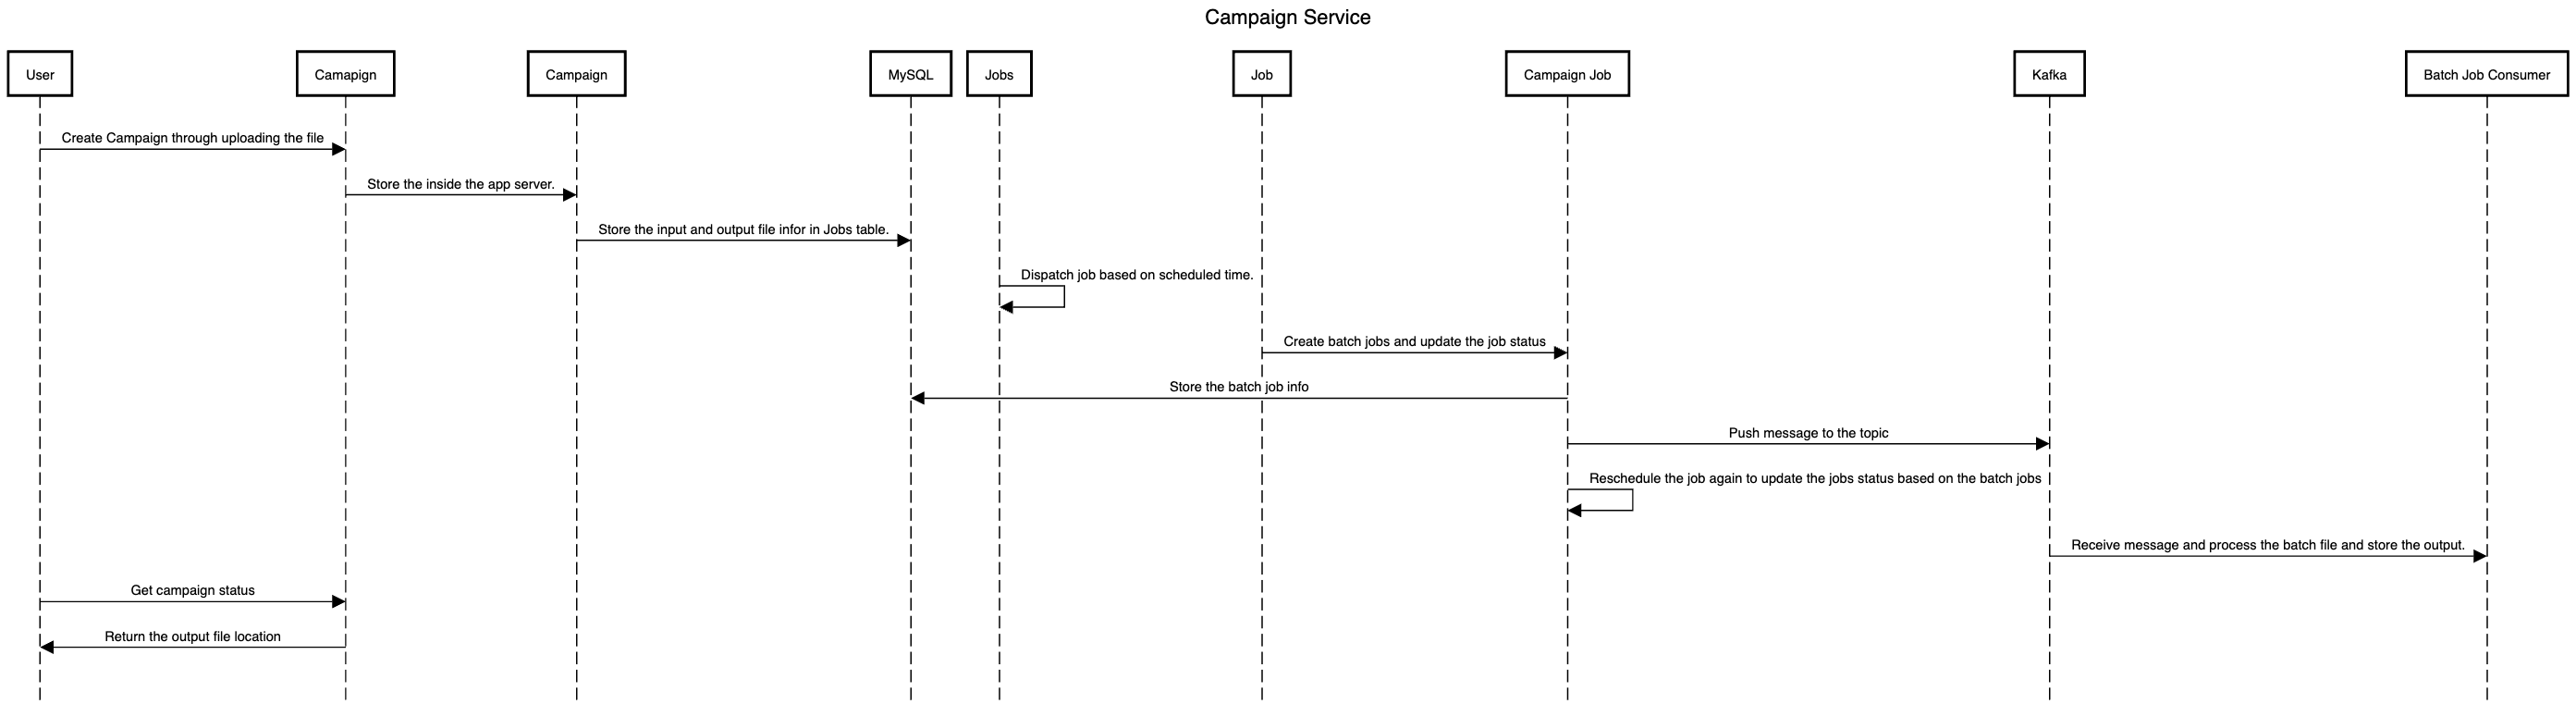 Campaign Service
User
Camapign
Campaign
MySQL
Jobs
Job
Campaign Job
Kafka
Batch Job Consumer
Create Campaign through uploading the file
Store the inside the app server.
Store the input and output file infor in Jobs table.
Dispatch job based on scheduled time.
Create batch jobs and update the job status
Store the batch job info
Push message to the topic
Reschedule the job again to update the jobs status based on the batch jobs
Receive message and process the batch file and store the output.
Get campaign status
Return the output file location